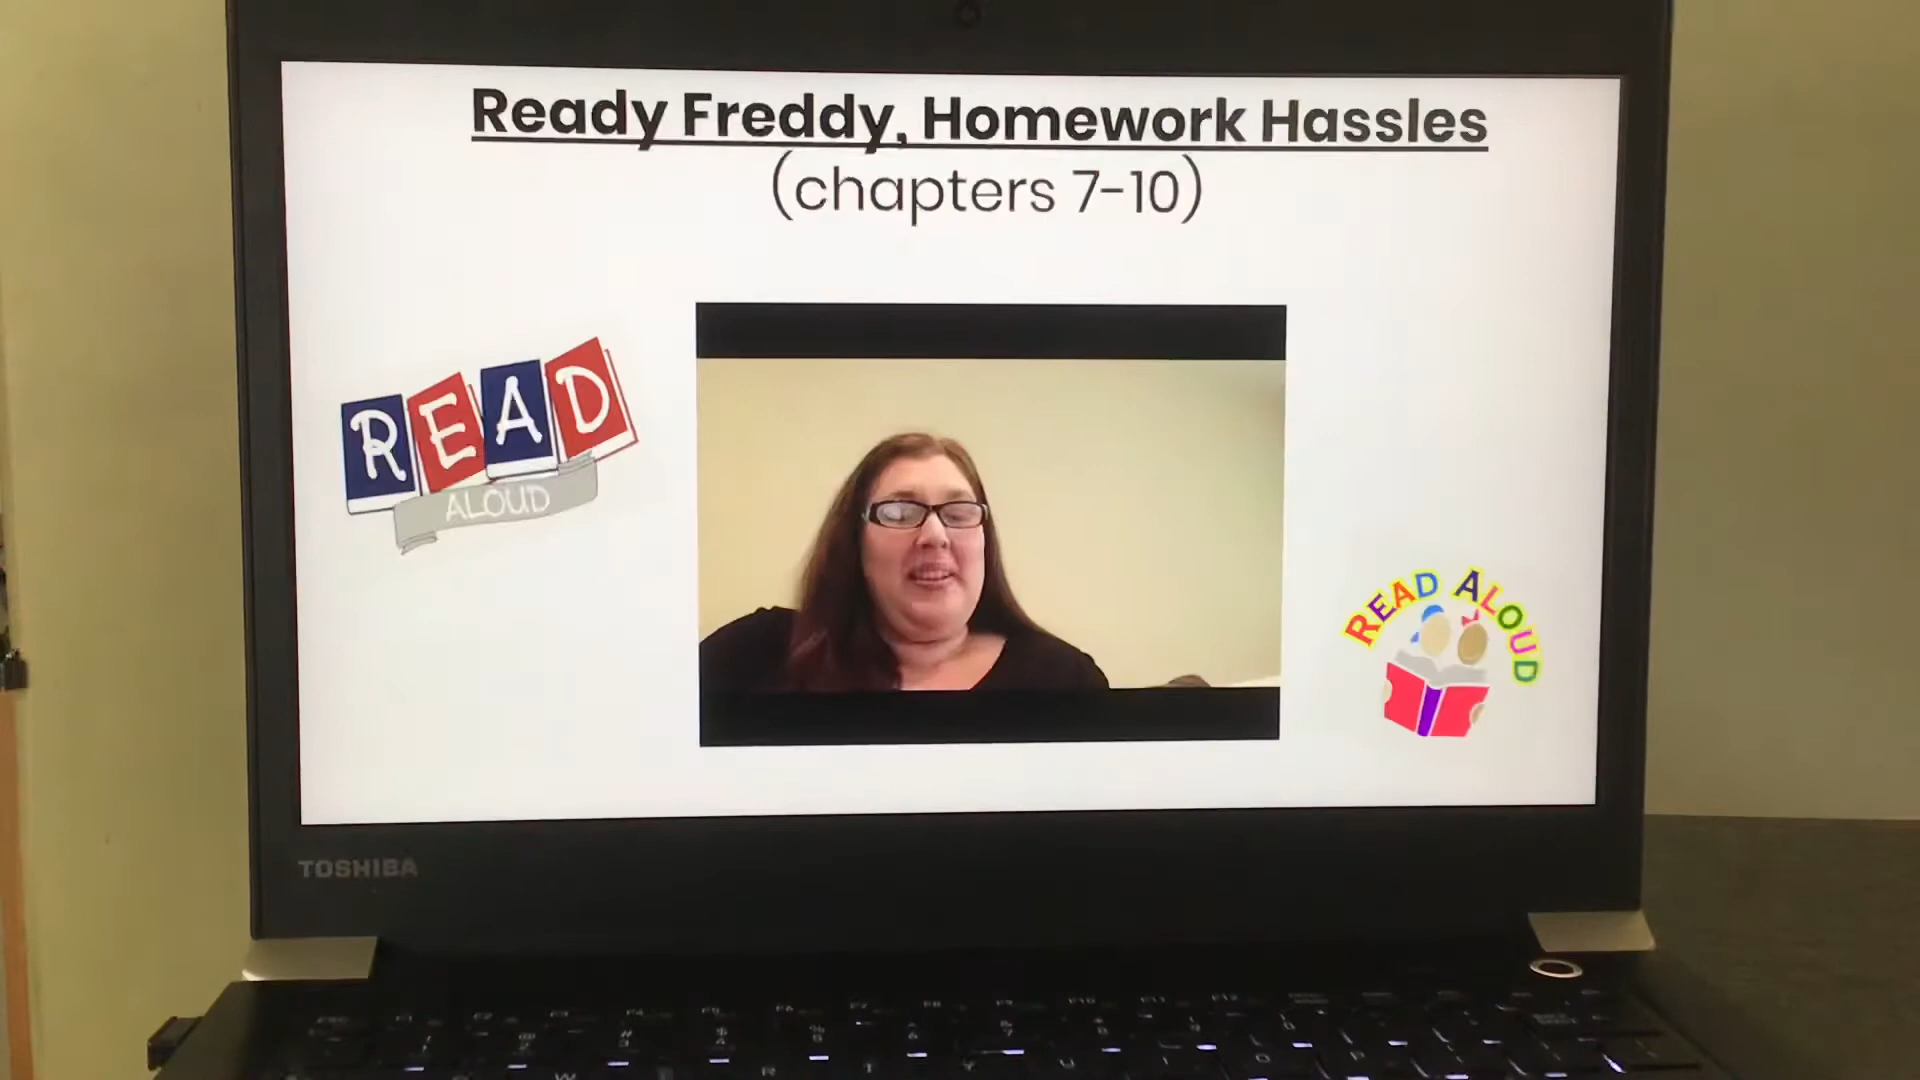 Ready Freddy, Homework Hassles
(chapters 7-10)
READ
ALOUD
READ ALOUD
TOSHIBA